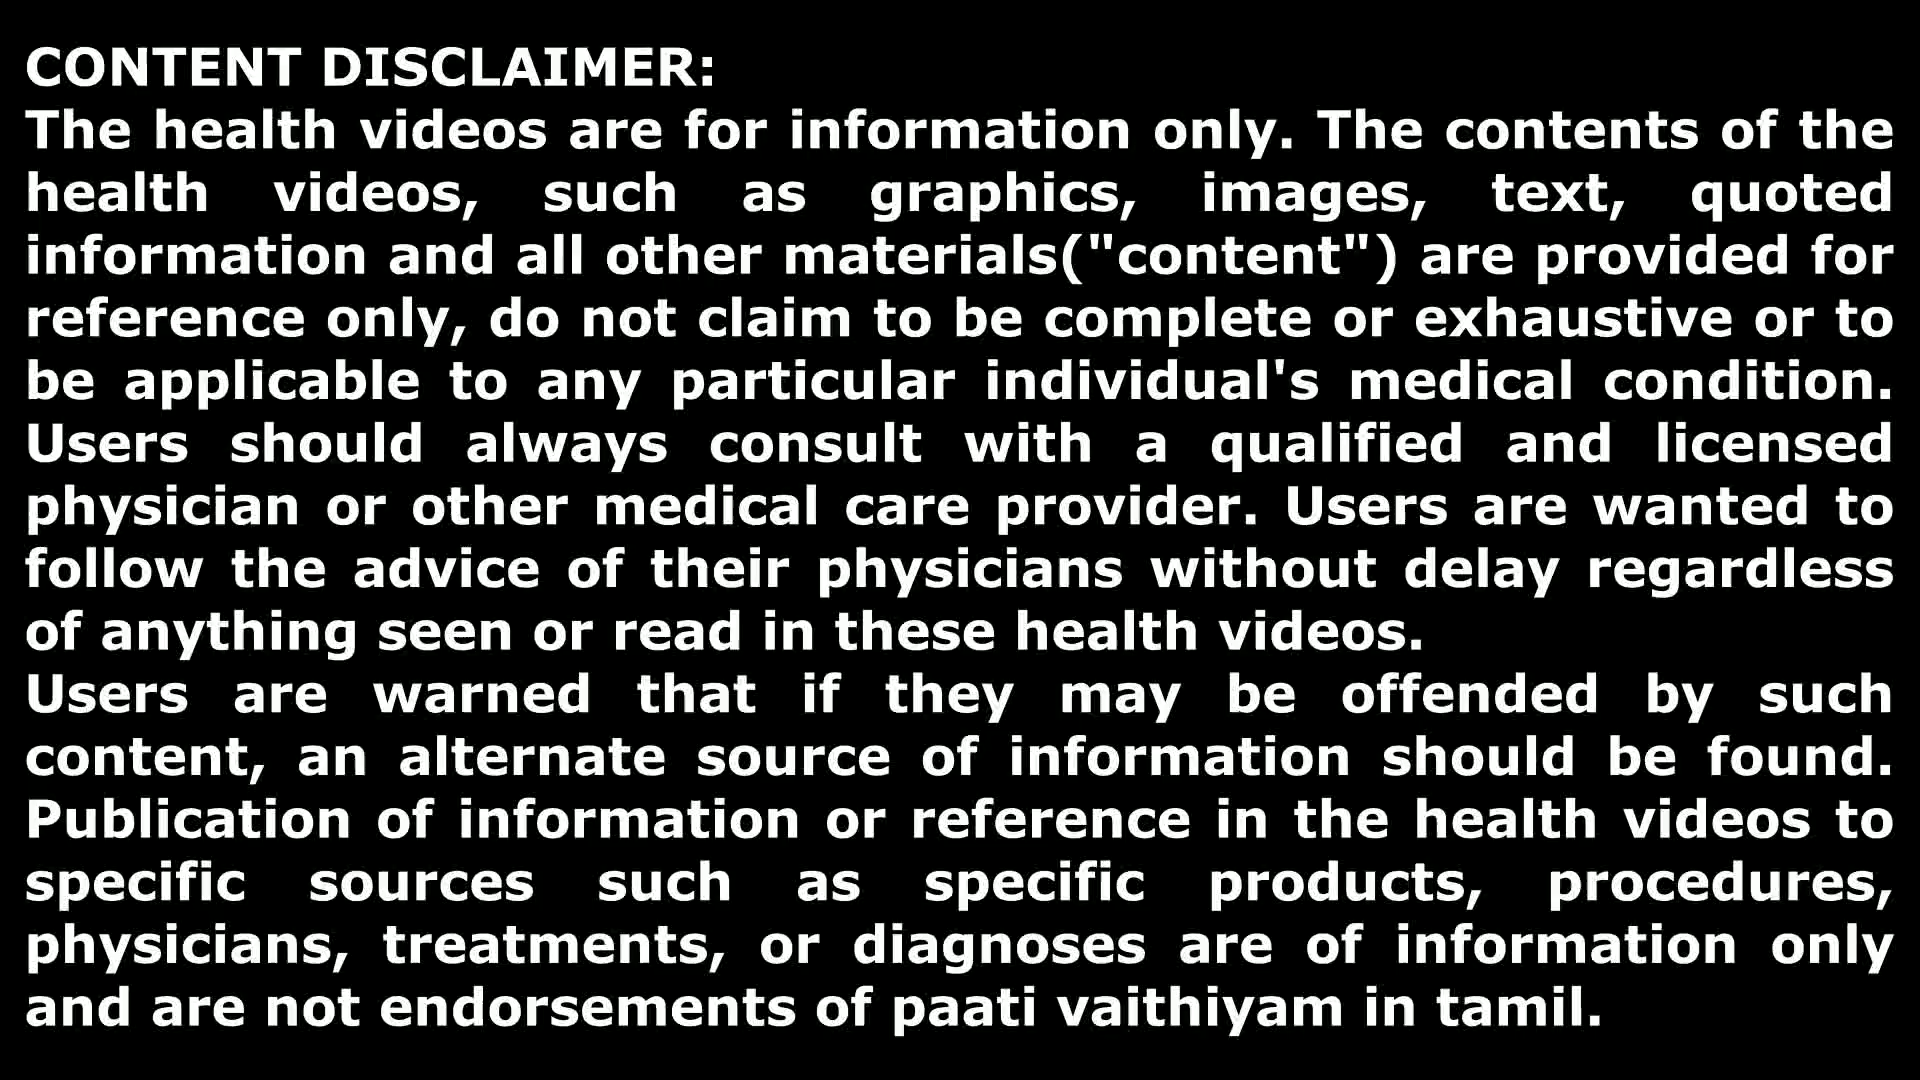 CONTENT DISCLAIMER:
The health videos are for information only. The contents of the
health videos, such as graphics, images, text, quoted
information and all other materials("content") are provided for
reference only, do not claim to be complete or exhaustive or to
be applicable to any particular individual's medical condition.
Users should always consult with a qualified and licensed
physician or other medical care provider. Users are wanted to
follow the advice of their physicians without delay regardless
of anything seen or read in these health videos.
Users are warned that if they may be offended by such
content, an alternate source of information should be found.
Publication of information or reference in the health videos to
specific sources such as specific products, procedures,
physicians, treatments, or diagnoses are of information only
and are not endorsements of paati vaithiyam in tamil.